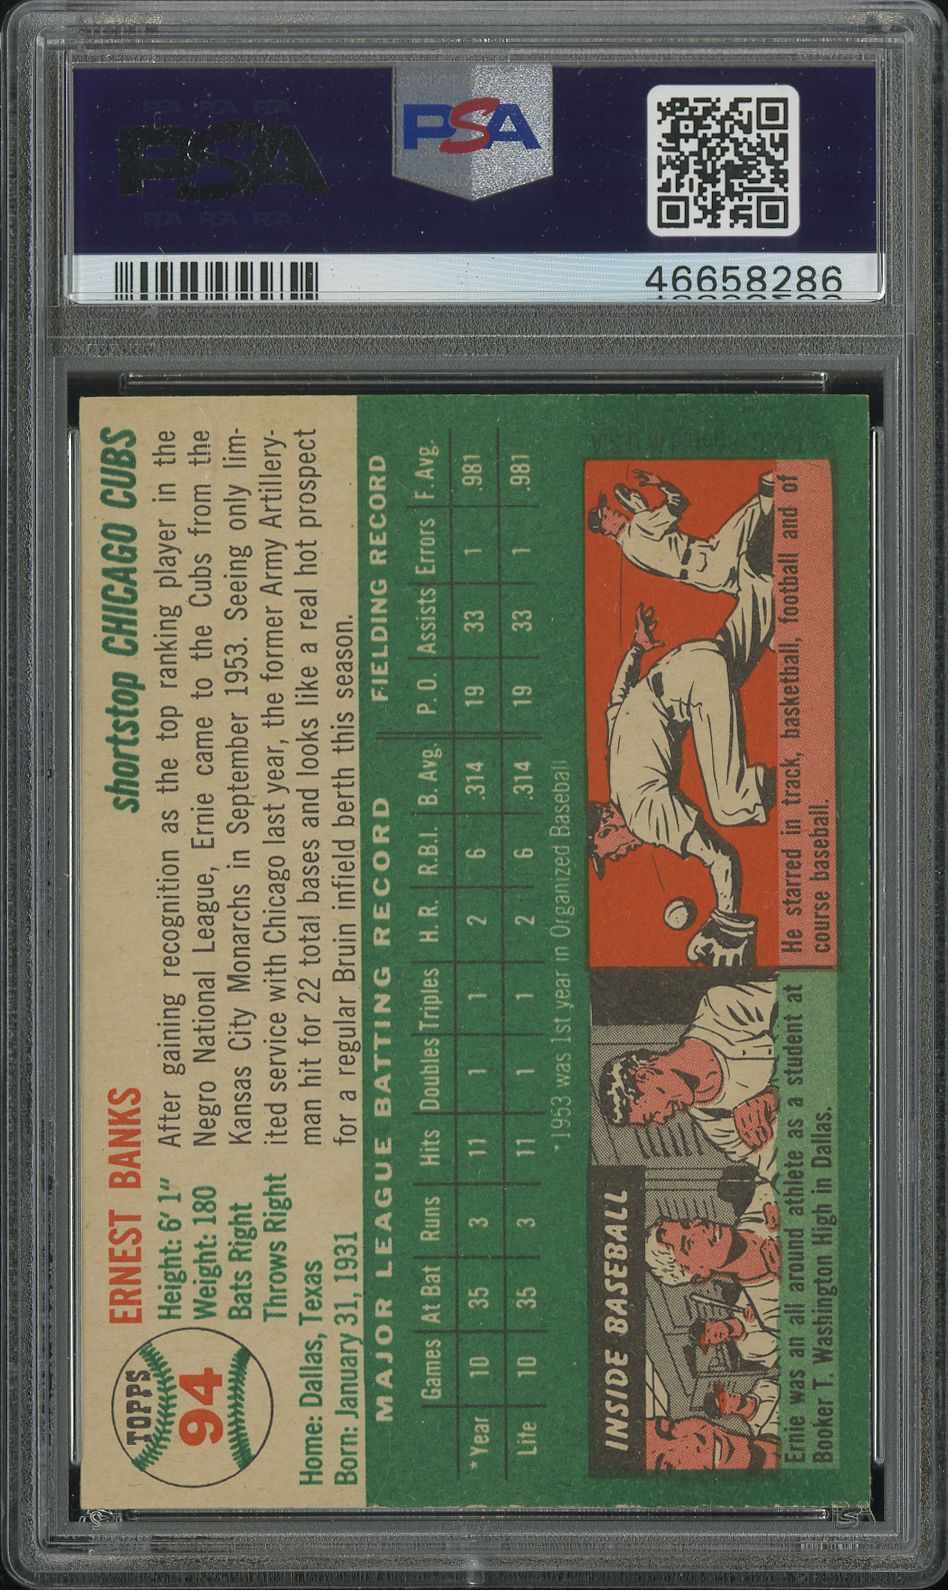 PSA
PSA
PSA
46658286
TOPPS
94
ERNEST BANKS
shortstop CHICAGO CUBS
Height: 6' 1"
Weight: 180
Bats Right
Throws Right
Home: Dallas, Texas
Born: January 31, 1931
After gaining recognition as the top ranking player in the
Negro National League, Ernie came to the Cubs from the
Kansas City Monarchs in September 1953. Seeing only lim-
ited service with Chicago last year, the former Army Artillery-
man hit for 22 total bases and looks like a real hot prospect
for a regular Bruin infield berth this season.
MAJOR LEAGUE BATTING RECORD FIELDING RECORD
Games At Bat Runs Hits Doubles Triples H. R. R.B.I. B. Avg. P. O. Assists Errors F. Avg.
*Year 10 35 3 11 1 1 2 6 .314 19 33 1 .981
Life 10 35 3 11 1 1 2 6 .314 19 33 1 .981
*1953 was 1st year in Organized Baseball
INSIDE BASEBALL
Ernie was an all around athlete as a student at
Booker T. Washington High in Dallas.
He starred in track, basketball, football and of
course baseball.